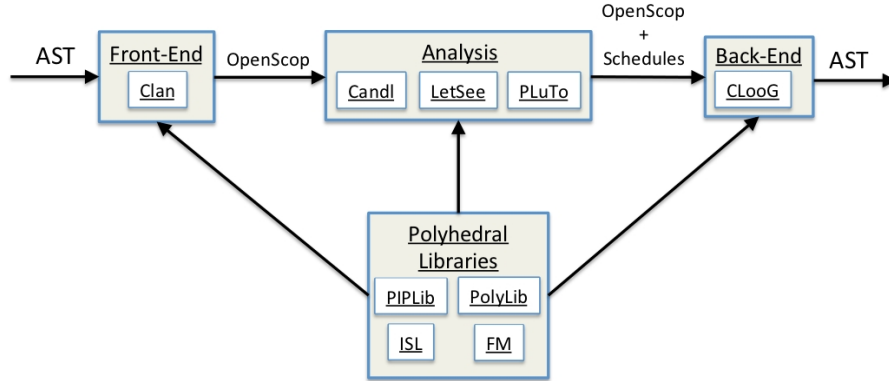 AST
Front-End
Clan
OpenScop
Analysis
Candl
LetSee
PLuTo
OpenScop
+
Schedules
Back-End
CLooG
AST
Polyhedral
Libraries
PIPLib
PolyLib
ISL
FM